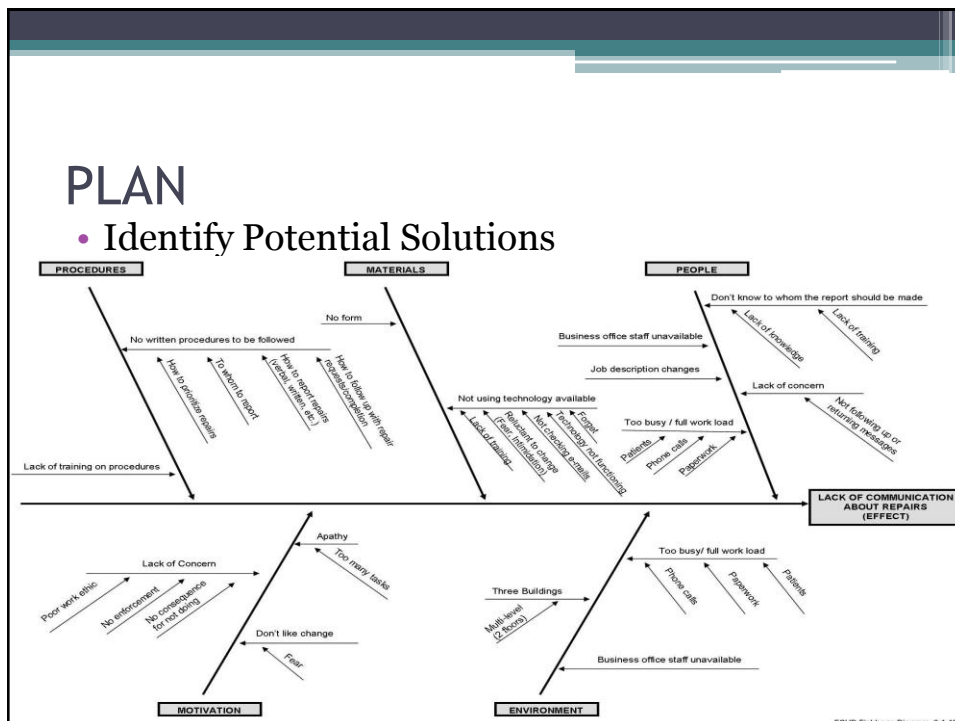 PLAN
• Identify Potential Solutions
PROCEDURES
MATERIALS
PEOPLE
No written procedures to be followed
How to prioritize repairs
To whom to report
How to report repairs
(verbal, written, etc.)
How to follow up with repair
requests/completion
Lack of training on procedures
No form
Not using technology available
Lack of training
Reluctant to change
(Fear, Intimidation)
Not checking e-mails
Technology not functioning
Forget
Don't know to whom the report should be made
Lack of knowledge
Lack of training
Business office staff unavailable
Job description changes
Lack of concern
Not following up or
returning messages
Too busy / full work load
Patients
Phone calls
Paperwork
LACK OF COMMUNICATION
ABOUT REPAIRS
(EFFECT)
Apathy
Too many tasks
Lack of Concern
Poor work ethic
No enforcement
No consequence
for not doing
Don't like change
Fear
MOTIVATION
Too busy/ full work load
Phone calls
Paperwork
Patients
Three Buildings
Multi-level
(2 floors)
Business office staff unavailable
ENVIRONMENT